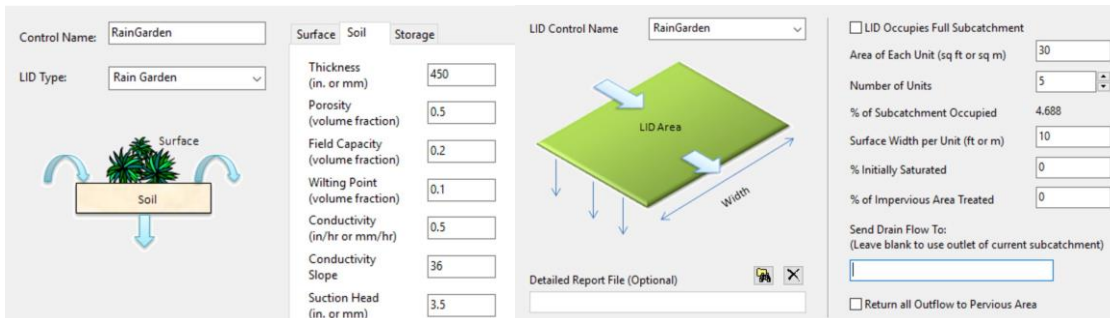 Control Name: RainGarden
LID Type: Rain Garden
Surface
Soil
Surface Soil Storage
Thickness
(in. or mm) 450
Porosity
(volume fraction) 0.5
Field Capacity
(volume fraction) 0.2
Wilting Point
(volume fraction) 0.1
Conductivity
(in/hr or mm/hr) 0.5
Conductivity
Slope 36
Suction Head
(in. or mm) 3.5
LID Control Name RainGarden
LID Area
Width
Detailed Report File (Optional)
LID Occupies Full Subcatchment
Area of Each Unit (sq ft or sq m) 30
Number of Units 5
% of Subcatchment Occupied 4.688
Surface Width per Unit (ft or m) 10
% Initially Saturated 0
% of Impervious Area Treated 0
Send Drain Flow To:
(Leave blank to use outlet of current subcatchment)
Return all Outflow to Pervious Area